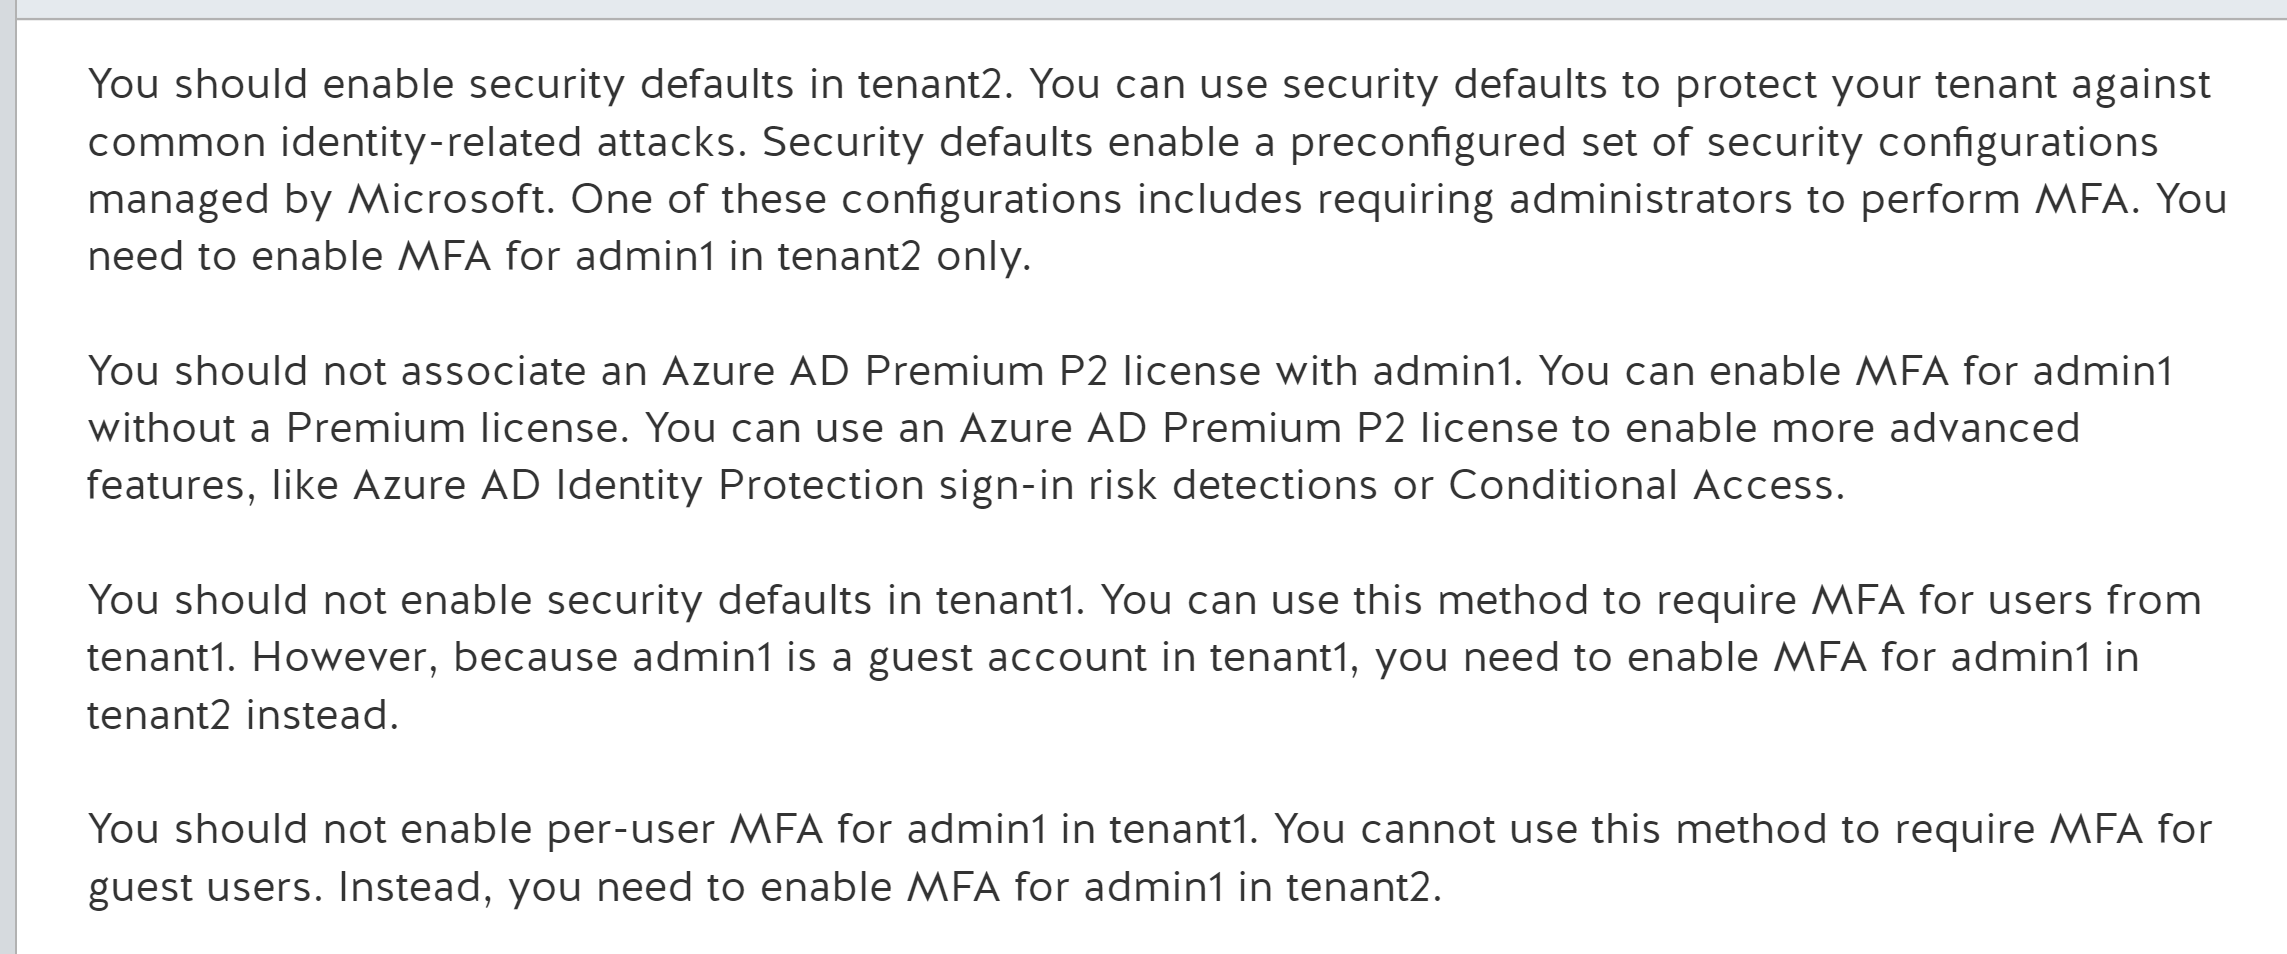 You should enable security defaults in tenant2. You can use security defaults to protect your tenant against
common identity-related attacks. Security defaults enable a preconfigured set of security configurations
managed by Microsoft. One of these configurations includes requiring administrators to perform MFA. You
need to enable MFA for admin1 in tenant2 only.
You should not associate an Azure AD Premium P2 license with admin1. You can enable MFA for admin1
without a Premium license. You can use an Azure AD Premium P2 license to enable more advanced
features, like Azure AD Identity Protection sign-in risk detections or Conditional Access.
You should not enable security defaults in tenant1. You can use this method to require MFA for users from
tenant1. However, because admin1 is a guest account in tenant1, you need to enable MFA for admin1 in
tenant2 instead.
You should not enable per-user MFA for admin1 in tenant1. You cannot use this method to require MFA for
guest users. Instead, you need to enable MFA for admin1 in tenant2.